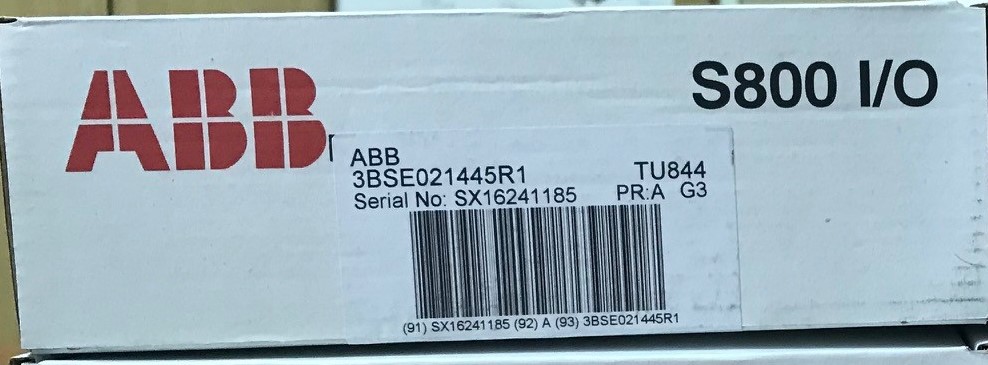 ABB
S800 I/O
ABB
3BSE021445R1 TU844
Serial No: SX16241185 PR:A G3
(91) SX16241185 (92) A (93) 3BSE021445R1